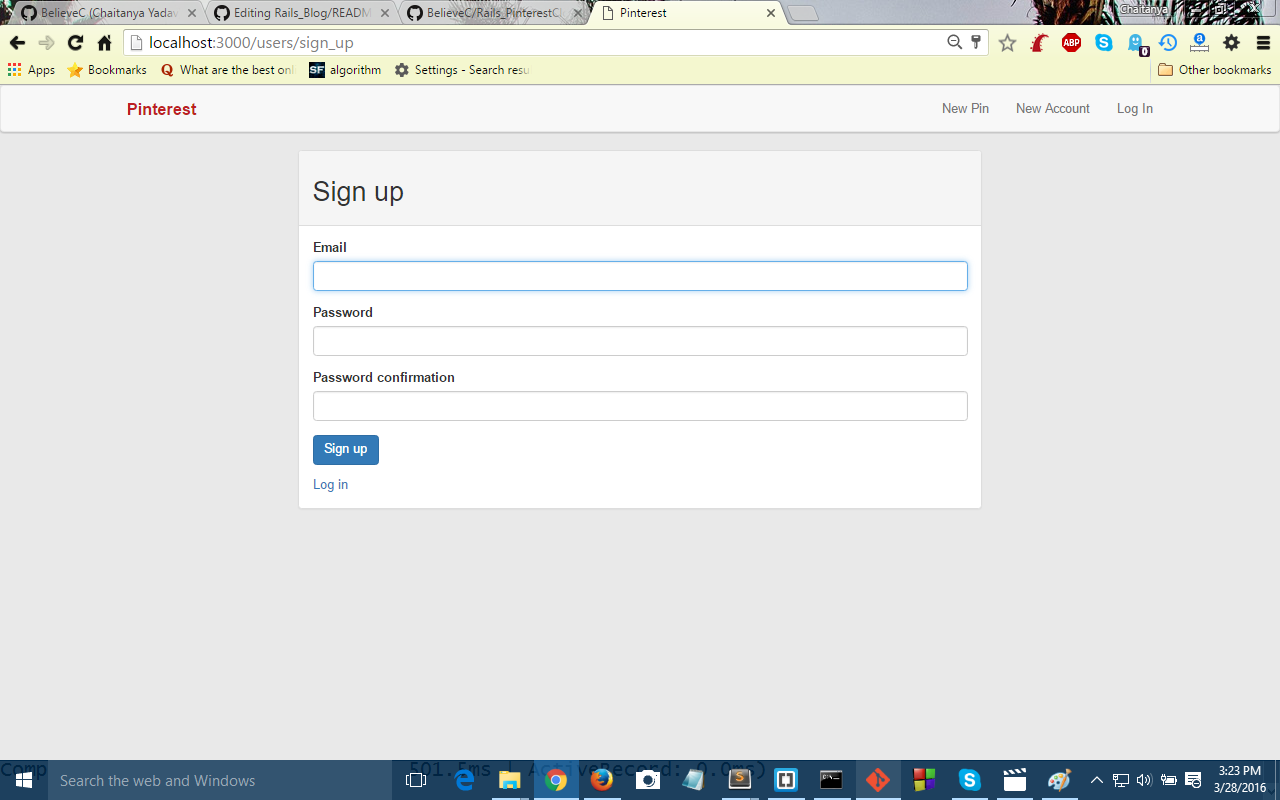 BelieveC (Chaitanya Yadav
Editing Rails_Blog/READM
BelieveC/Rails_PinterestCl
Pinterest
Chaitanya
localhost:3000/users/sign_up
ABP
0
a
Apps
Bookmarks
Q What are the best onli
SF algorithm
Settings - Search resu
Other bookmarks
Pinterest
New Pin
New Account
Log In
Sign up
Email
Password
Password confirmation
Sign up
Log in
Comp 501.5ms | ActiveRecord: 0.0ms)
Search the web and Windows
3:23 PM
3/28/2016